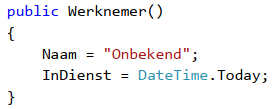 public Werknemer()
{
    Naam = "Onbekend";
    InDienst = DateTime.Today;
}